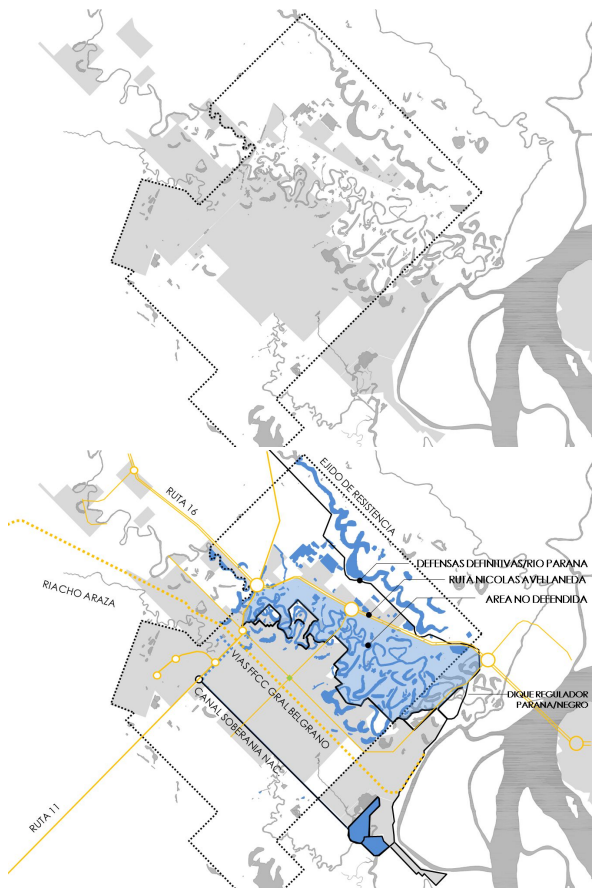 EJIDO DE RESISTENCIA
RUTA 16
DEFENSAS DEFINITIVAS/RIO PARANA
RUTA NICOLAS AVELLANEDA
RIACHO ARAZA
AREA NO DEFENDIDA
VIAS FFCC GRAL BELGRANO
CANAL SOBERANIA NAC.
DIQUE REGULADOR
PARANA/NEGRO
RUTA 11